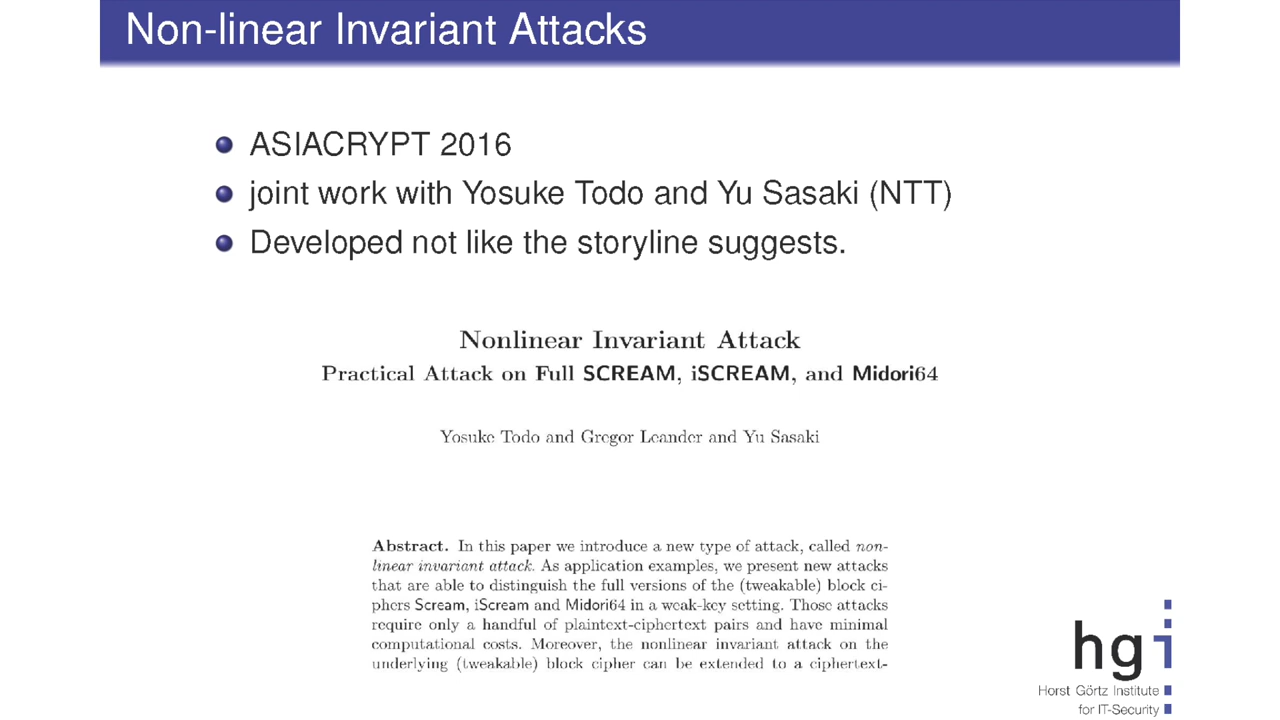 Non-linear Invariant Attacks
ASIACRYPT 2016
joint work with Yosuke Todo and Yu Sasaki (NTT)
Developed not like the storyline suggests.
Nonlinear Invariant Attack
Practical Attack on Full SCREAM, iSCREAM, and Midori64
Yosuke Todo and Gregor Leander and Yu Sasaki
Abstract. In this paper we introduce a new type of attack, called non-
linear invariant attack. As application examples, we present new attacks
that are able to distinguish the full versions of the (tweakable) block ci-
phers Scream, iScream and Midori64 in a weak-key setting. Those attacks
require only a handful of plaintext-ciphertext pairs and have minimal
computational costs. Moreover, the nonlinear invariant attack on the
underlying (tweakable) block cipher can be extended to a ciphertext-
hgi
Horst Görtz Institute
for IT-Security